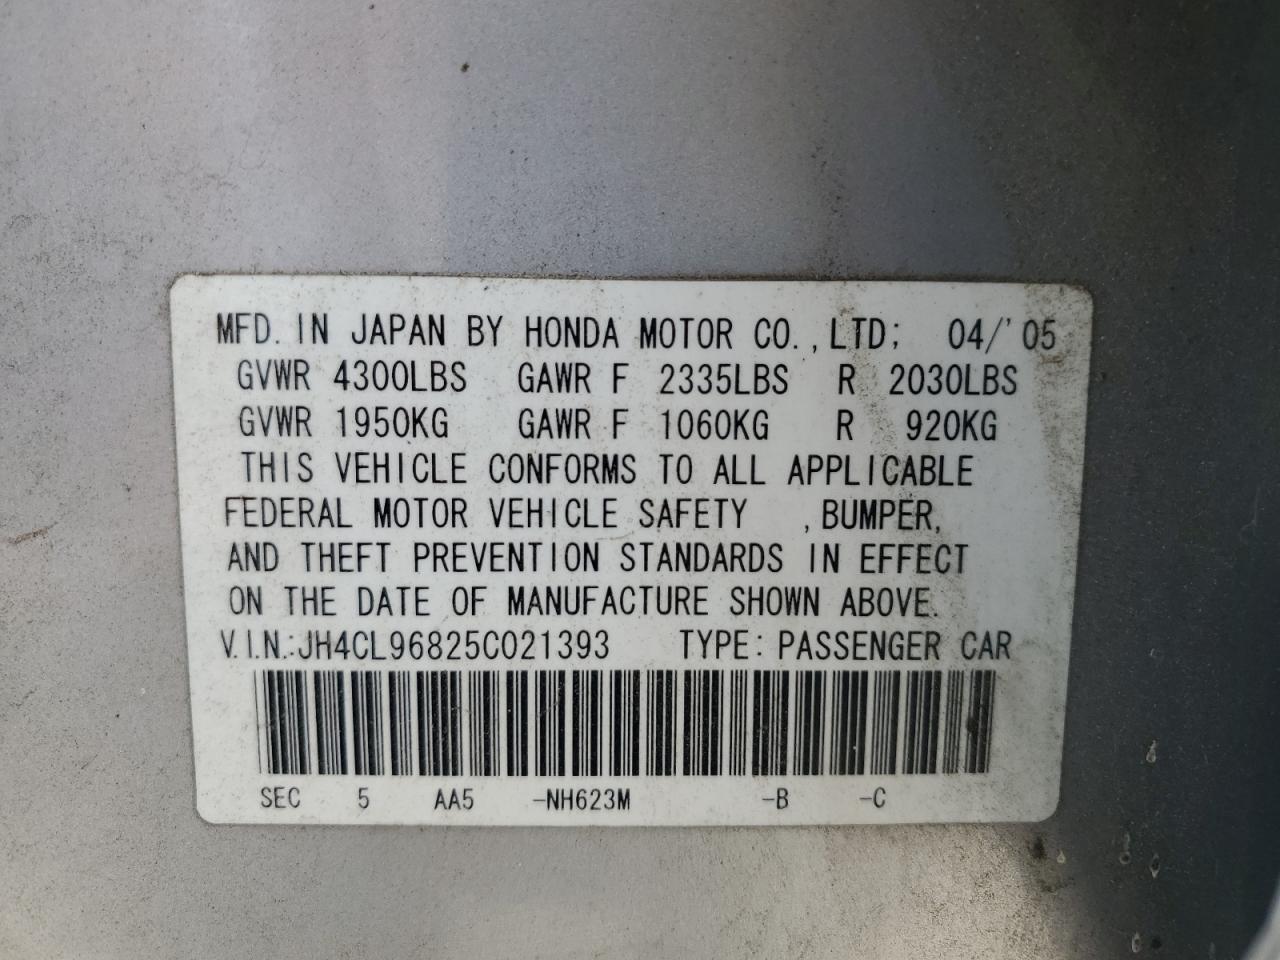 MFD. IN JAPAN BY HONDA MOTOR CO.,LTD; 04/'05
GVWR 4300LBS GAWR F 2335LBS R 2030LBS
GVWR 1950KG GAWR F 1060KG R 920KG
THIS VEHICLE CONFORMS TO ALL APPLICABLE
FEDERAL MOTOR VEHICLE SAFETY ,BUMPER,
AND THEFT PREVENTION STANDARDS IN EFFECT
ON THE DATE OF MANUFACTURE SHOWN ABOVE.
V.I.N.:JH4CL96825C021393 TYPE: PASSENGER CAR
SEC 5 AA5 -NH623M -B -C